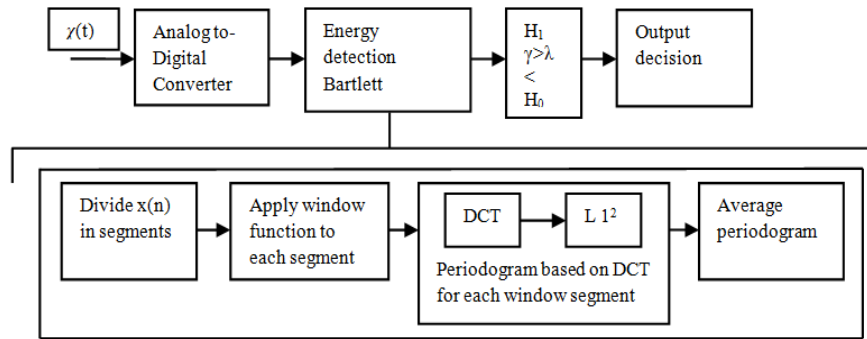 χ(t)
Analog to-
Digital
Converter
Energy
detection
Bartlett
H₁
γ>λ
<
H₀
Output
decision
Divide x(n)
in segments
Apply window
function to
each segment
DCT
L 1²
Periodogram based on DCT
for each window segment
Average
periodogram